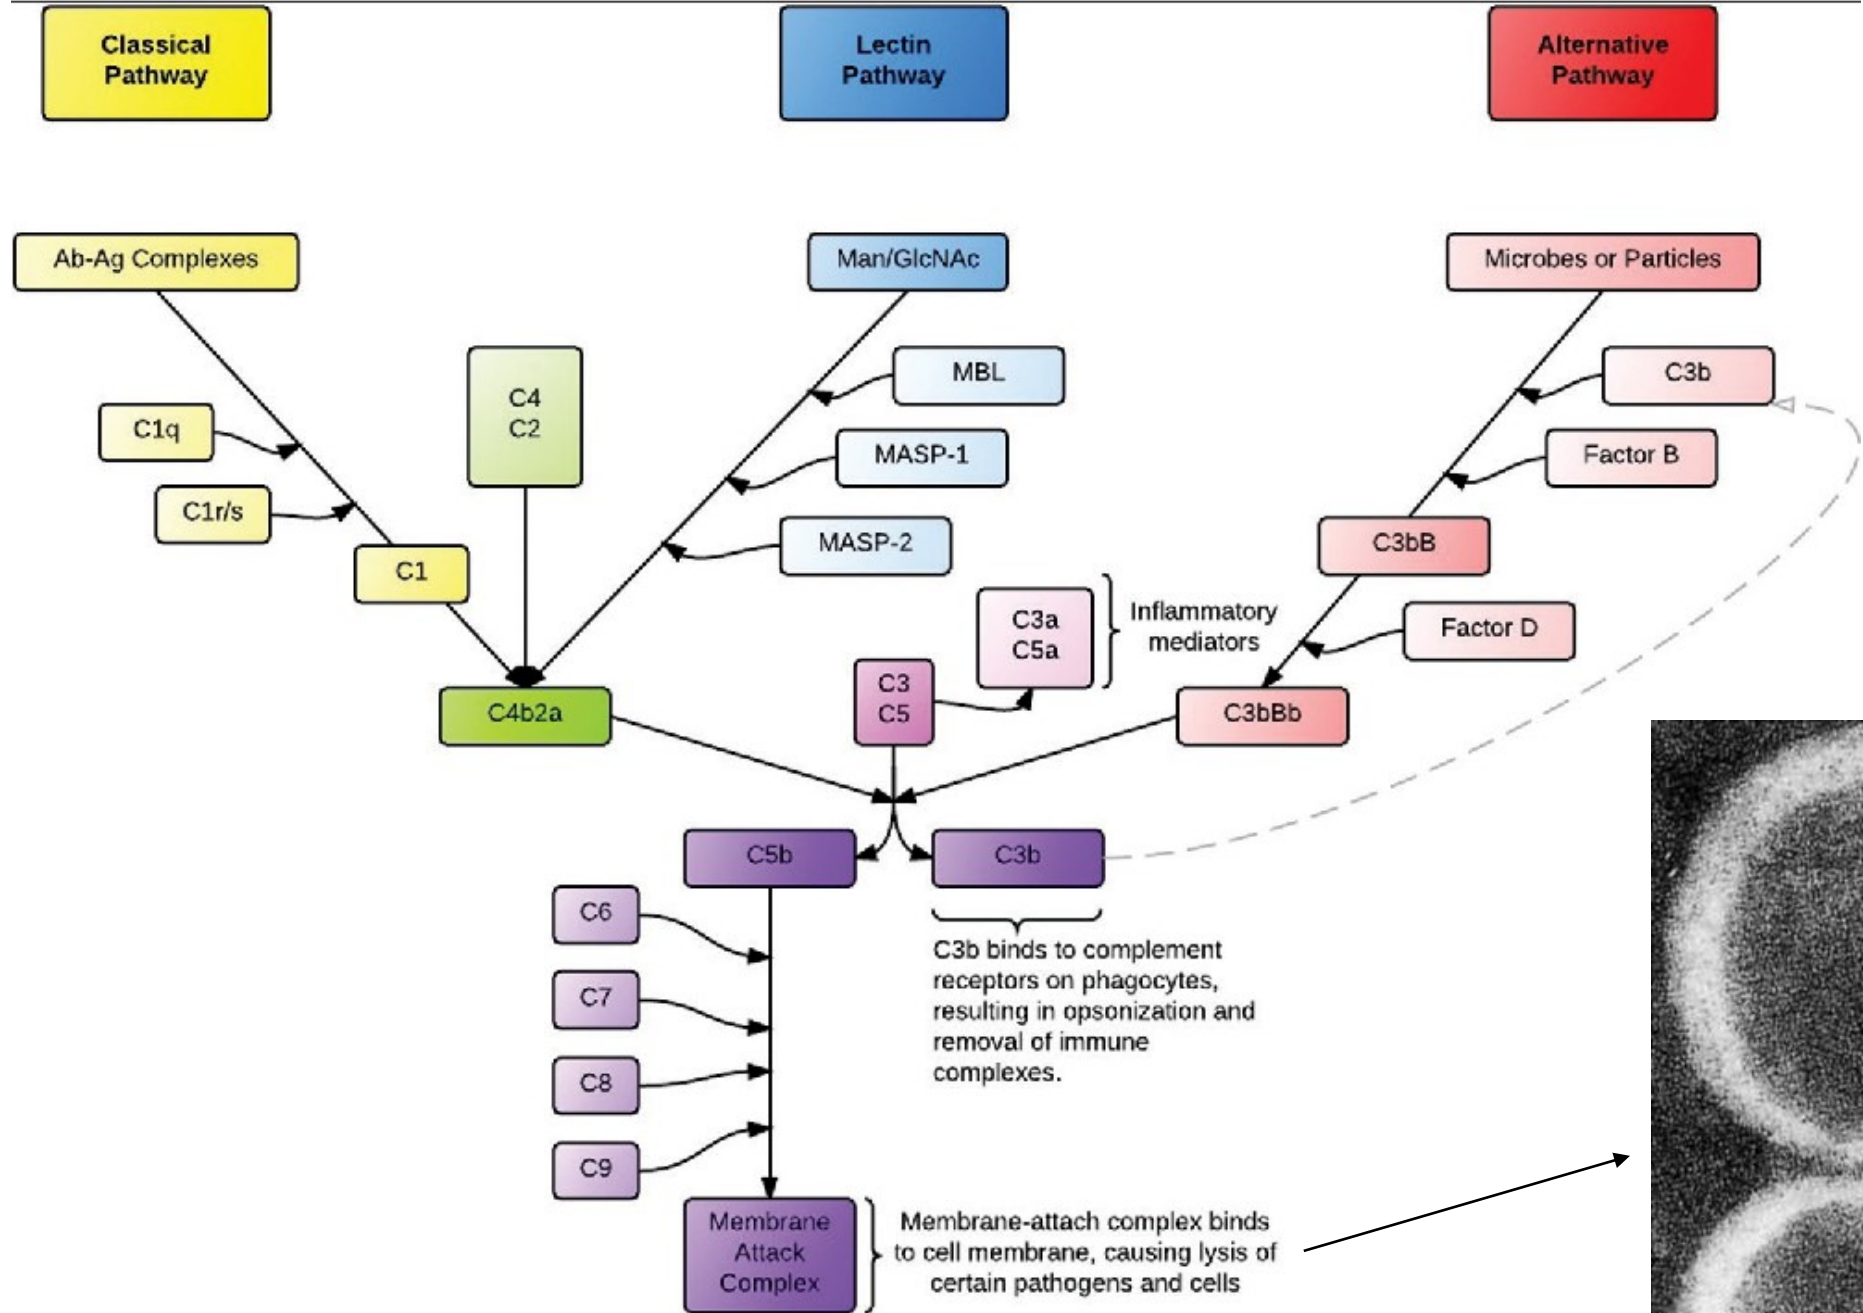 Classical
Pathway
Lectin
Pathway
Alternative
Pathway
Ab-Ag Complexes
Man/GlcNAc
Microbes or Particles
C4
C2
MBL
C3b
C1q
MASP-1
Factor B
C1r/s
MASP-2
C3bB
C1
C3a
C5a
Inflammatory
mediators
Factor D
C3
C5
C4b2a
C3bBb
C5b
C3b
C6
C7
C8
C9
C3b binds to complement
receptors on phagocytes,
resulting in opsonization and
removal of immune
complexes.
Membrane
Attack
Complex
Membrane-attach complex binds
to cell membrane, causing lysis of
certain pathogens and cells